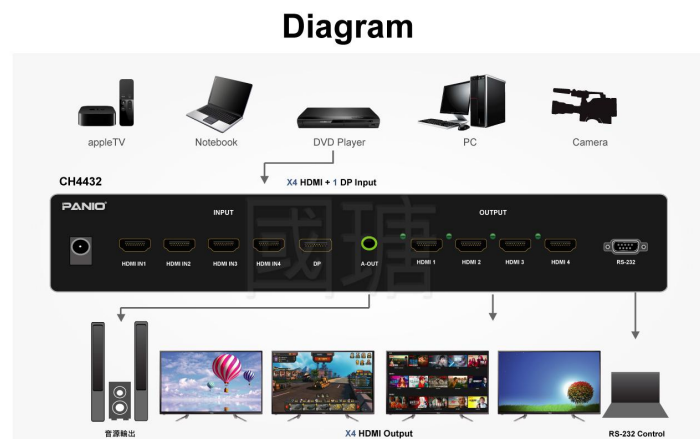 Diagram
appleTV
Notebook
DVD Player
PC
Camera
CH4432
X4 HDMI + 1 DP Input
PANIO
INPUT
OUTPUT
HDMI IN1
HDMI IN2
HDMI IN3
HDMI IN4
DP
A-OUT
HDMI 1
HDMI 2
HDMI 3
HDMI 4
RS-232
國瑭
音源輸出
X4 HDMI Output
RS-232 Control